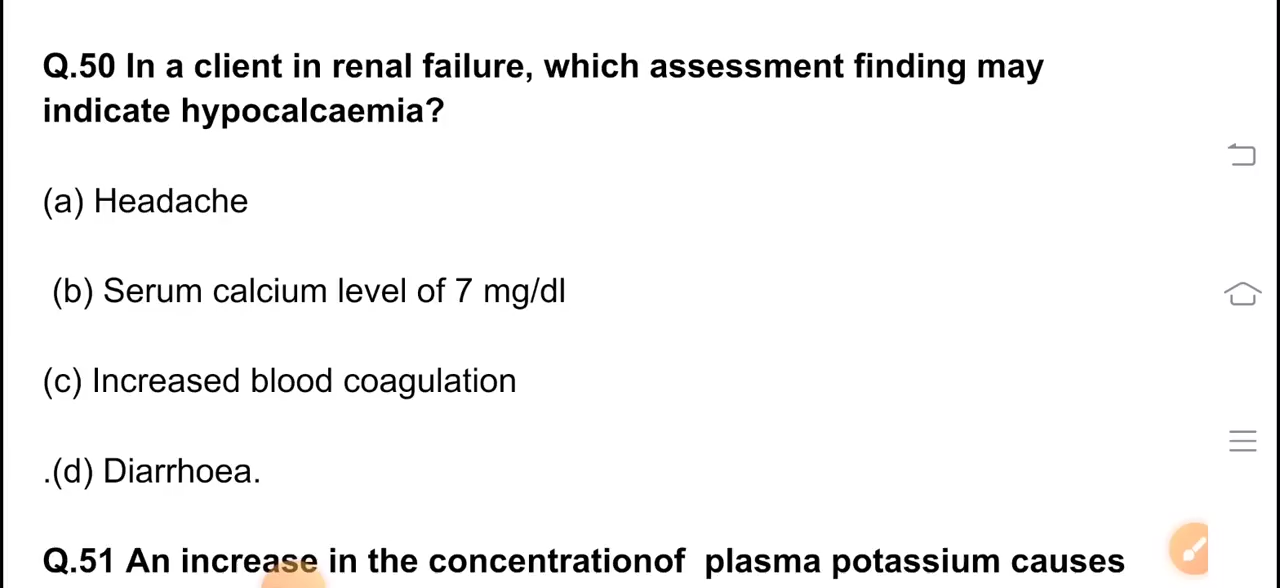 Q.50 In a client in renal failure, which assessment finding may
indicate hypocalcaemia?
(a) Headache
(b) Serum calcium level of 7 mg/dl
(c) Increased blood coagulation
.(d) Diarrhoea.
Q.51 An increase in the concentrationof plasma potassium causes